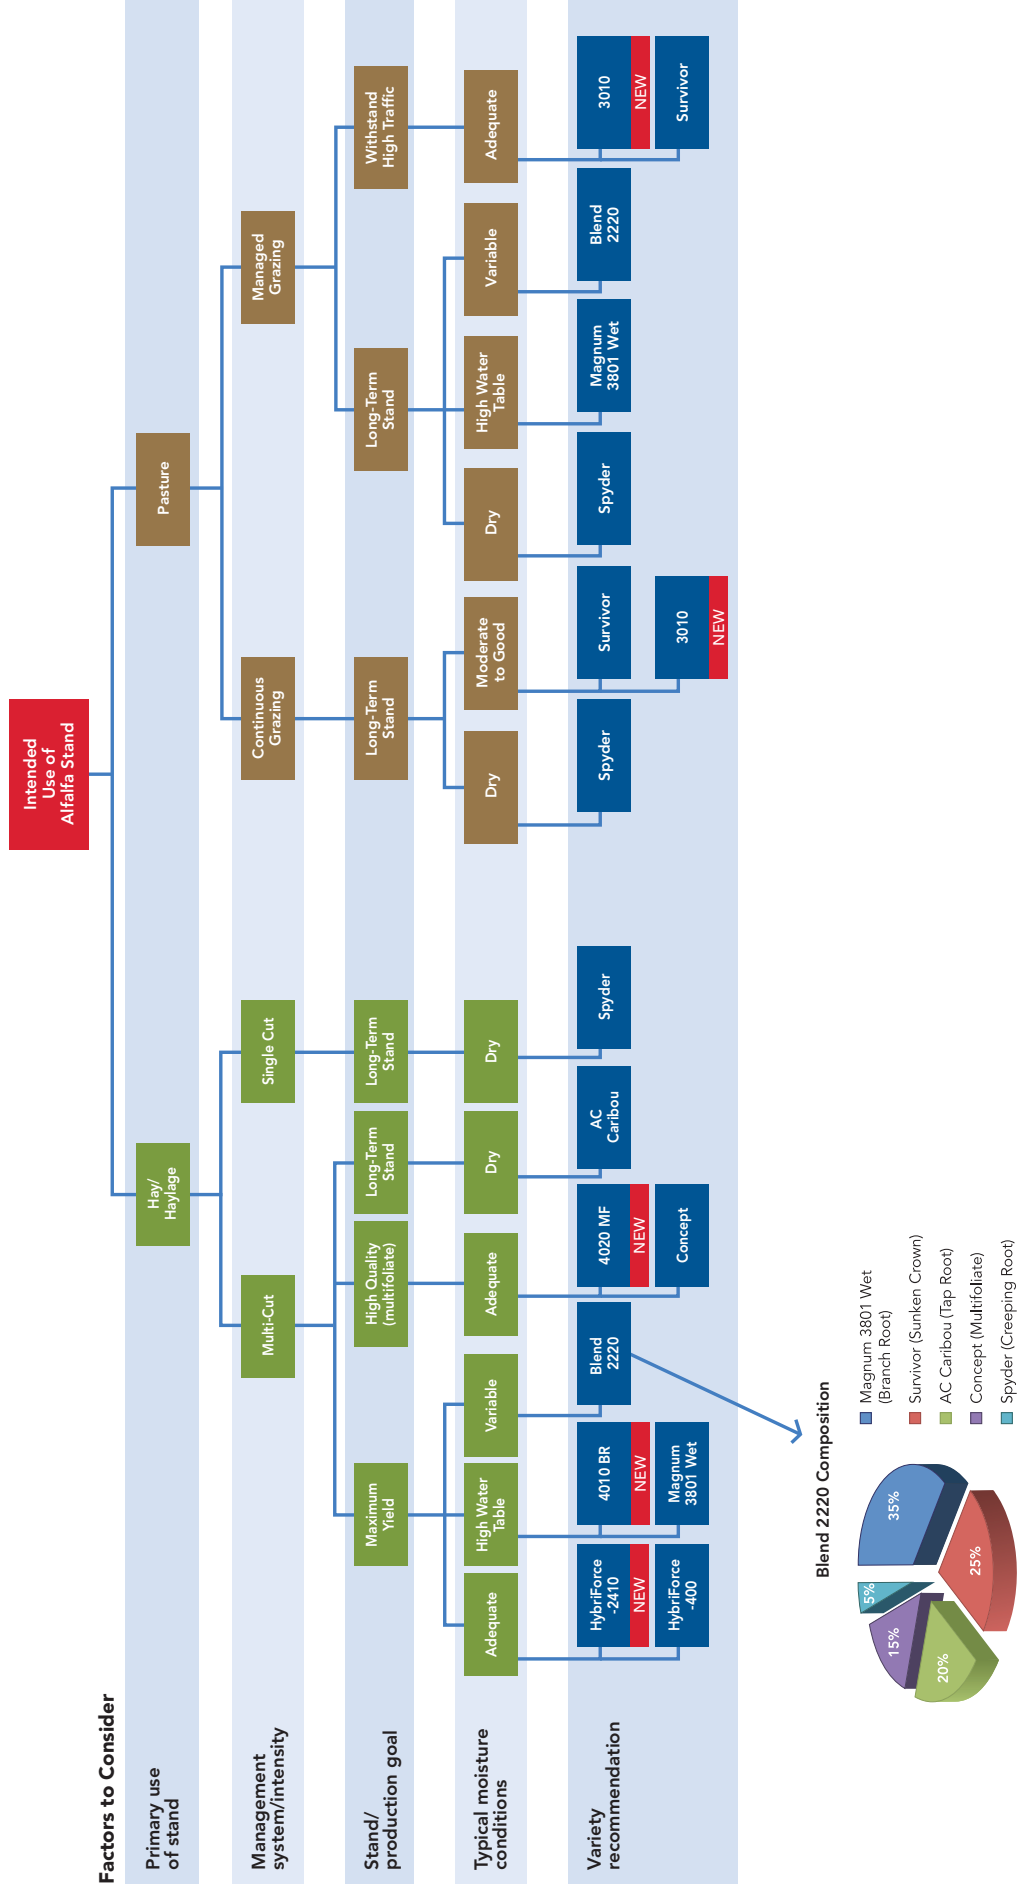 Intended
Use of
Alfalfa Stand
Factors to Consider
Primary use
of stand
Hay/
Haylage
Pasture
Management
system/intensity
Multi-Cut
Single Cut
Continuous
Grazing
Managed
Grazing
Stand/
production goal
Maximum
Yield
High Quality
(multifoliate)
Long-Term
Stand
Long-Term
Stand
Long-Term
Stand
Long-Term
Stand
Withstand
High Traffic
Typical moisture
conditions
Adequate
High Water
Table
Variable
Adequate
Dry
Dry
Dry
Moderate
to Good
Dry
High Water
Table
Variable
Adequate
Variety
recommendation
HybriForce
-2410
NEW
HybriForce
-400
4010 BR
NEW
Magnum
3801 Wet
Blend
2220
4020 MF
NEW
Concept
AC
Caribou
Spyder
Spyder
Survivor
3010
NEW
Spyder
Magnum
3801 Wet
Blend
2220
3010
NEW
Survivor
Blend 2220 Composition
35%
25%
20%
15%
5%
Magnum 3801 Wet
(Branch Root)
Survivor (Sunken Crown)
AC Caribou (Tap Root)
Concept (Multifoliate)
Spyder (Creeping Root)